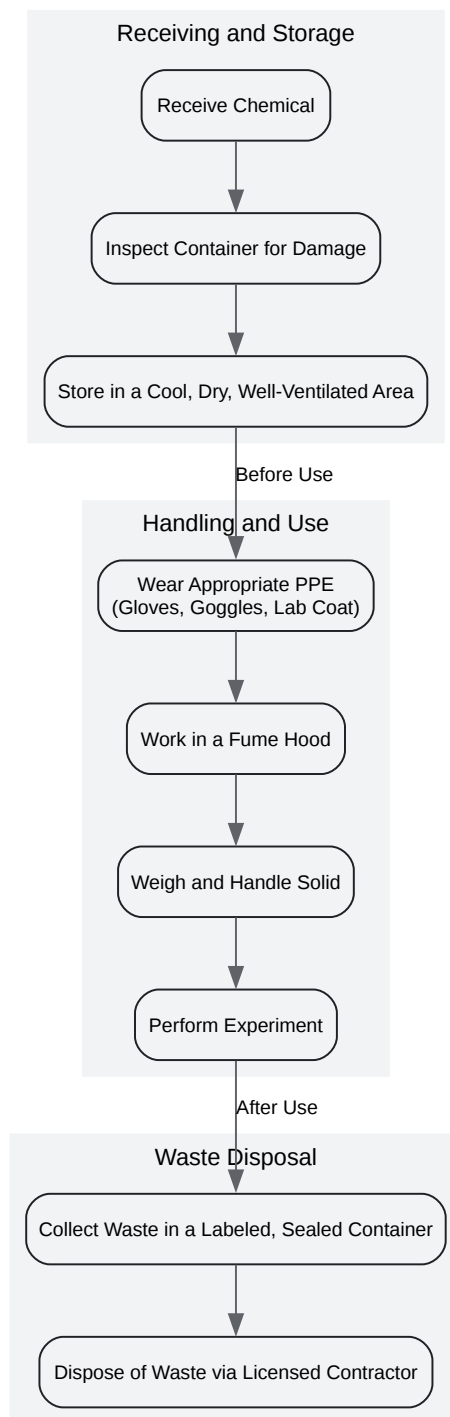 Receiving and Storage
Receive Chemical
Inspect Container for Damage
Store in a Cool, Dry, Well-Ventilated Area
Before Use
Handling and Use
Wear Appropriate PPE
(Gloves, Goggles, Lab Coat)
Work in a Fume Hood
Weigh and Handle Solid
Perform Experiment
After Use
Waste Disposal
Collect Waste in a Labeled, Sealed Container
Dispose of Waste via Licensed Contractor